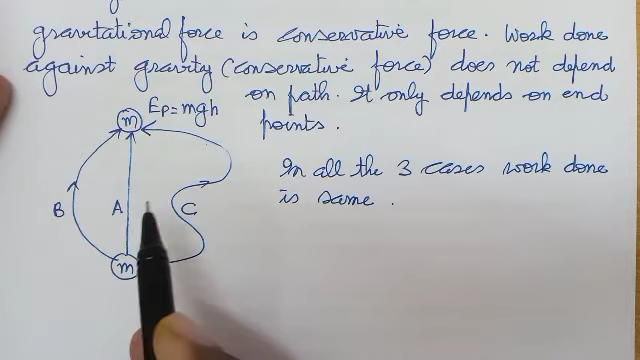 gravitational force is conservative force. Work done
against gravity (conservative force) does not depend
on path. It only depends on end
points.
m Ep=mgh
In all the 3 cases work done
is same.
B A C
m